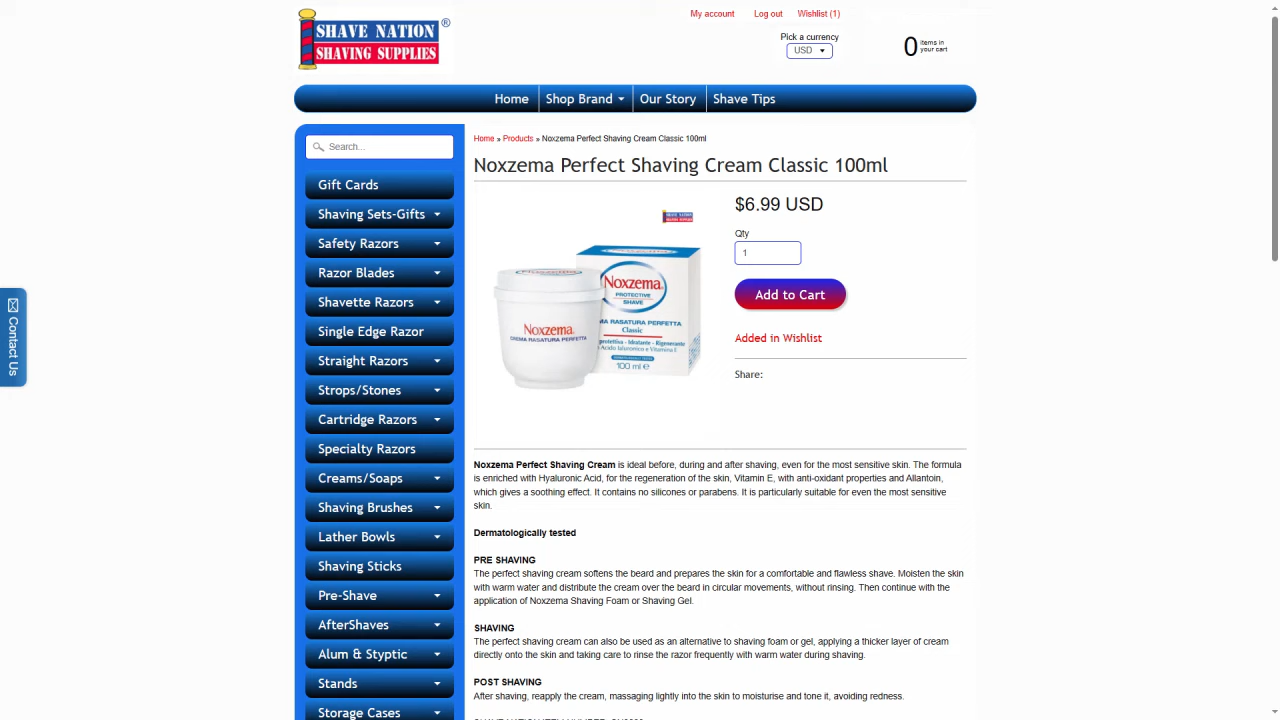 SHAVE NATION ®
SHAVING SUPPLIES
My account
Log out
Wishlist (1)
Pick a currency
USD
0 items in your cart
Home
Shop Brand
Our Story
Shave Tips
Search...
Gift Cards
Shaving Sets-Gifts
Safety Razors
Razor Blades
Shavette Razors
Single Edge Razor
Straight Razors
Strops/Stones
Cartridge Razors
Specialty Razors
Creams/Soaps
Shaving Brushes
Lather Bowls
Shaving Sticks
Pre-Shave
AfterShaves
Alum & Styptic
Stands
Storage Cases
Contact Us
Home » Products » Noxzema Perfect Shaving Cream Classic 100ml
Noxzema Perfect Shaving Cream Classic 100ml
SHAVE NATION
SHAVING SUPPLIES
Noxzema.
CREMA RASATURA PERFETTA
Noxzema.
PROTECTIVE
SHAVE
MA RASATURA PERFETTA
Classic
100 ml e
$6.99 USD
Qty
1
Add to Cart
Added in Wishlist
Share:
Noxzema Perfect Shaving Cream is ideal before, during and after shaving, even for the most sensitive skin. The formula
is enriched with Hyaluronic Acid, for the regeneration of the skin, Vitamin E, with anti-oxidant properties and Allantoin,
which gives a soothing effect. It contains no silicones or parabens. It is particularly suitable for even the most sensitive
skin.
Dermatologically tested
PRE SHAVING
The perfect shaving cream softens the beard and prepares the skin for a comfortable and flawless shave. Moisten the skin
with warm water and distribute the cream over the beard in circular movements, without rinsing. Then continue with the
application of Noxzema Shaving Foam or Shaving Gel.
SHAVING
The perfect shaving cream can also be used as an alternative to shaving foam or gel, applying a thicker layer of cream
directly onto the skin and taking care to rinse the razor frequently with warm water during shaving.
POST SHAVING
After shaving, reapply the cream, massaging lightly into the skin to moisturise and tone it, avoiding redness.